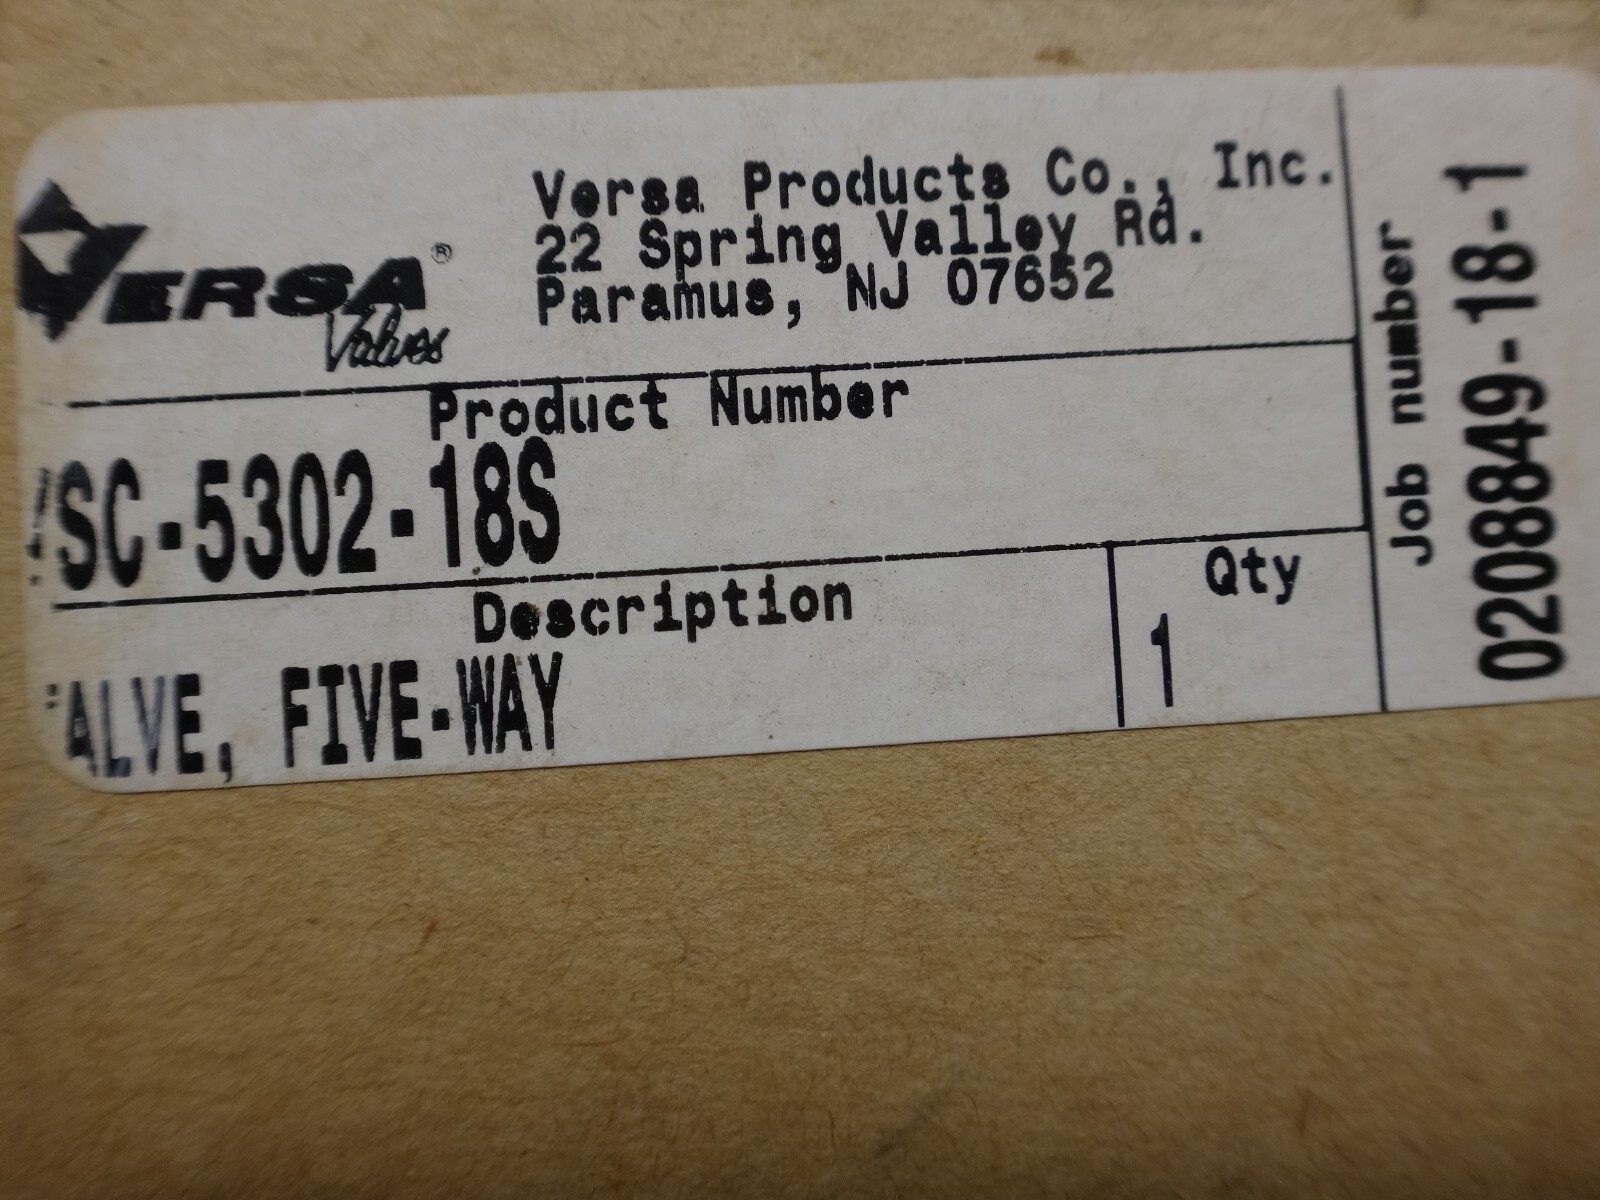 VERSA®
Valves
Versa Products Co., Inc.
22 Spring Valley Rd.
Paramus, NJ 07652
Product Number
SC-5302-18S
Description
ALVE, FIVE-WAY
Qty
1
Job number
0208849-18-1